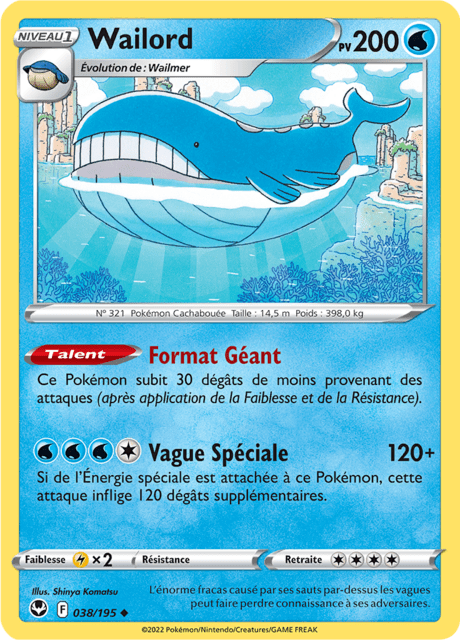 NIVEAU 1
Wailord
PV 200
Évolution de : Wailmer
N° 321 Pokémon Cachabouée Taille : 14,5 m Poids : 398,0 kg
Talent Format Géant
Ce Pokémon subit 30 dégâts de moins provenant des
attaques (après application de la Faiblesse et de la Résistance).
Vague Spéciale 120+
Si de l'Énergie spéciale est attachée à ce Pokémon, cette
attaque inflige 120 dégâts supplémentaires.
Faiblesse ×2 Résistance Retraite
Illus. Shinya Komatsu
L'énorme fracas causé par ses sauts par-dessus les vagues
peut faire perdre connaissance à ses adversaires.
F 038/195
©2022 Pokémon/Nintendo/Creatures/GAME FREAK